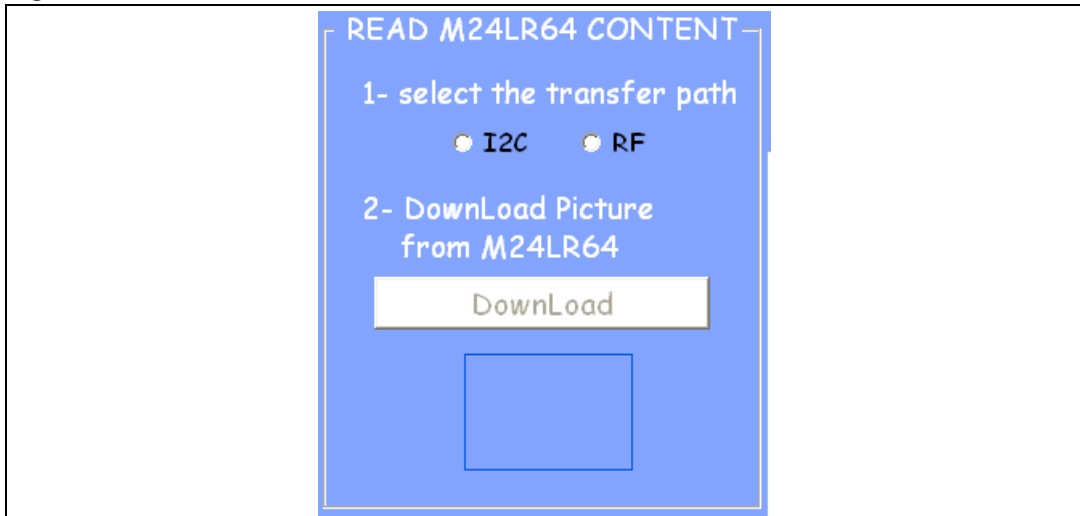 READ M24LR64 CONTENT
1- select the transfer path
I2C RF
2- DownLoad Picture
from M24LR64
DownLoad